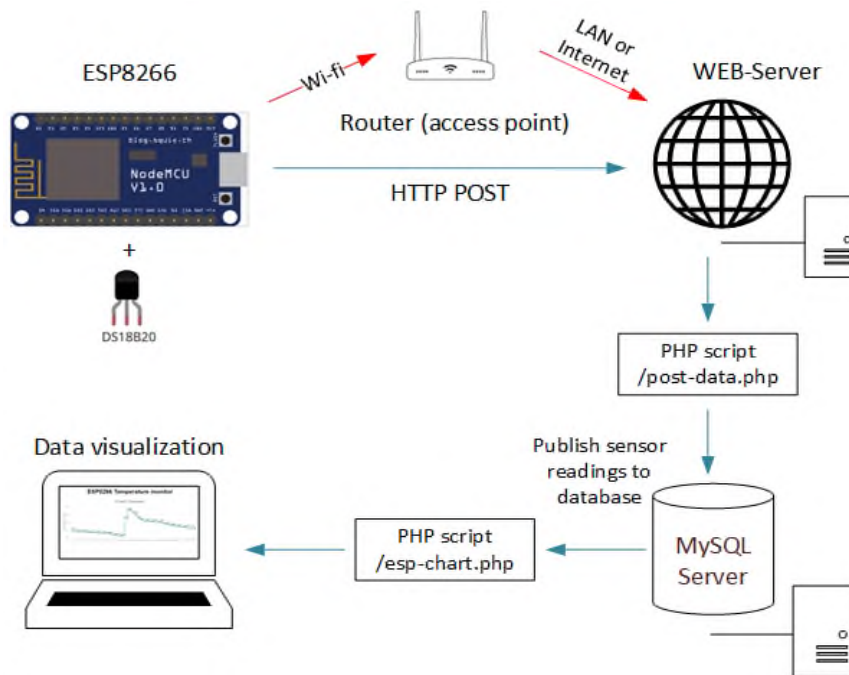 ESP8266
Wi-fi
LAN or
Internet
WEB-Server
Router (access point)
HTTP POST
NodeMCU
V1.0
+
DS18B20
PHP script
/post-data.php
Data visualization
Publish sensor
readings to
database
ESP8266 Temperature monitor
PHP script
/esp-chart.php
MySQL
Server